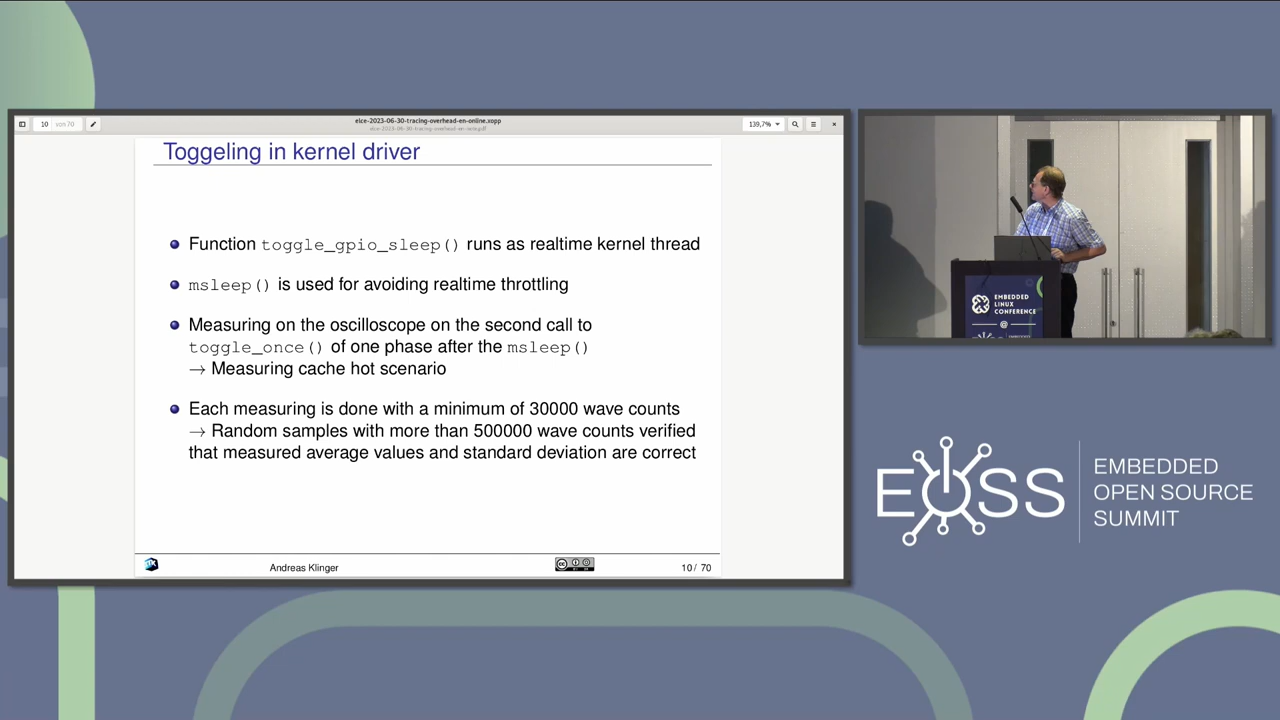 10
von 70
elce-2023-06-30-tracing-overhead-en-online.xopp
139,7%
Toggeling in kernel driver
Function toggle_gpio_sleep() runs as realtime kernel thread
msleep() is used for avoiding realtime throttling
Measuring on the oscilloscope on the second call to
toggle_once() of one phase after the msleep()
→ Measuring cache hot scenario
Each measuring is done with a minimum of 30000 wave counts
→ Random samples with more than 500000 wave counts verified
that measured average values and standard deviation are correct
Andreas Klinger
10 / 70
EMBEDDED
LINUX
CONFERENCE
@
EOSS
EMBEDDED
OPEN SOURCE
SUMMIT